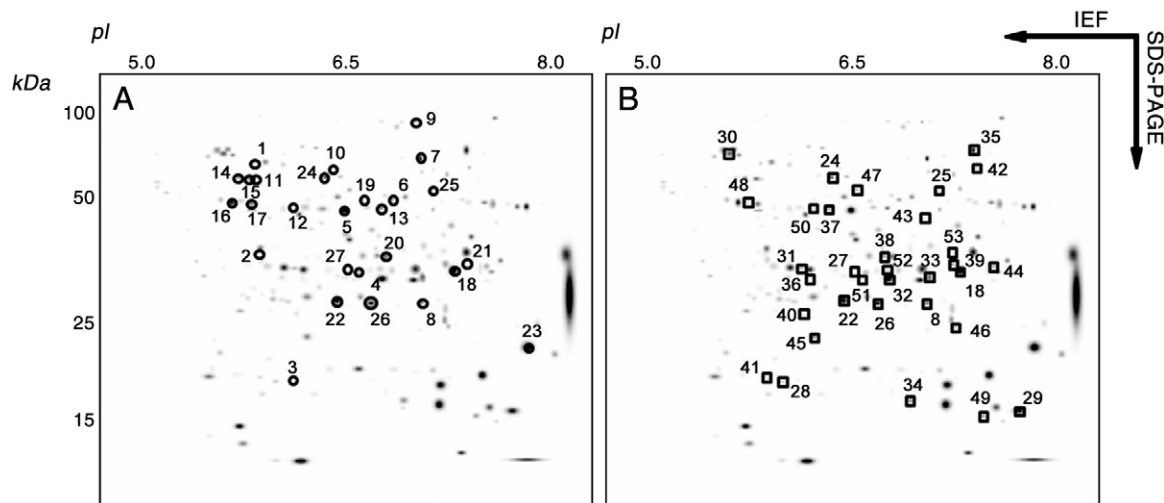 pI pI IEF
5.0 6.5 8.0 5.0 6.5 8.0
kDa SDS-PAGE
A B
100 9
30 35
1 10 7 24 47 42
14 24 25
15 11 19 6 25 48
50
16 17 12 5 13 50 37 43
2 20 21 38 53
27 31 27 52 33 39 44
4 18 36 51 32 18
22 26 8 40 22 26 8
25 23 45 46
3 41 28 34
15 49 29